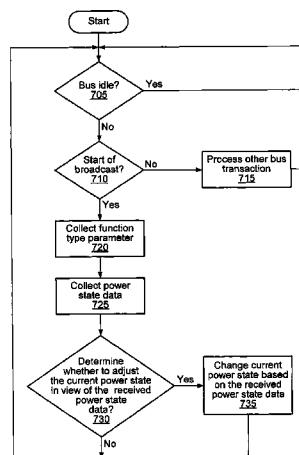 Start
Bus idle?
705
Yes
No
Start of
broadcast?
710
No
Process other bus
transaction
715
Yes
Collect function
type parameter
720
Collect power
state data
725
Determine
whether to adjust
the current power state
in view of the received
power state
data?
730
Yes
Change current
power state based
on the received
power state data
735
No